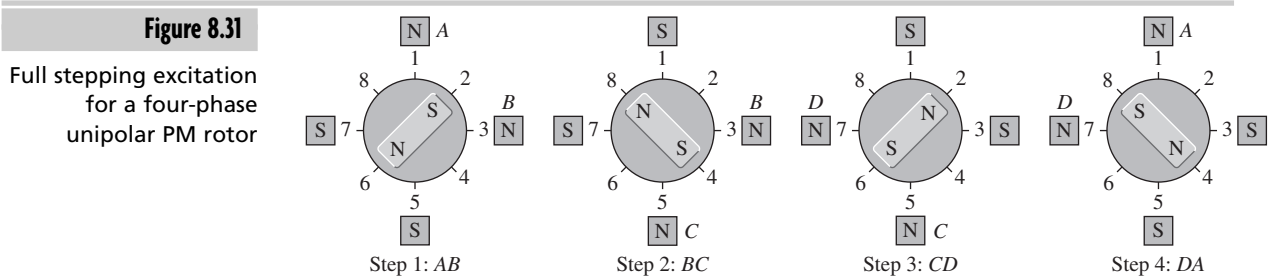 Figure 8.31
Full stepping excitation
for a four-phase
unipolar PM rotor
N A
1
8 2
S
B
S 7 3 N
N
6 4
5
S
Step 1: AB
S
1
8 2
N
B
S 7 3 N
S
6 4
5
N C
Step 2: BC
S
1
8 2
N
D
N 7 3 S
S
6 4
5
N C
Step 3: CD
N A
1
8 2
S
D
N 7 3 S
N
6 4
5
S
Step 4: DA